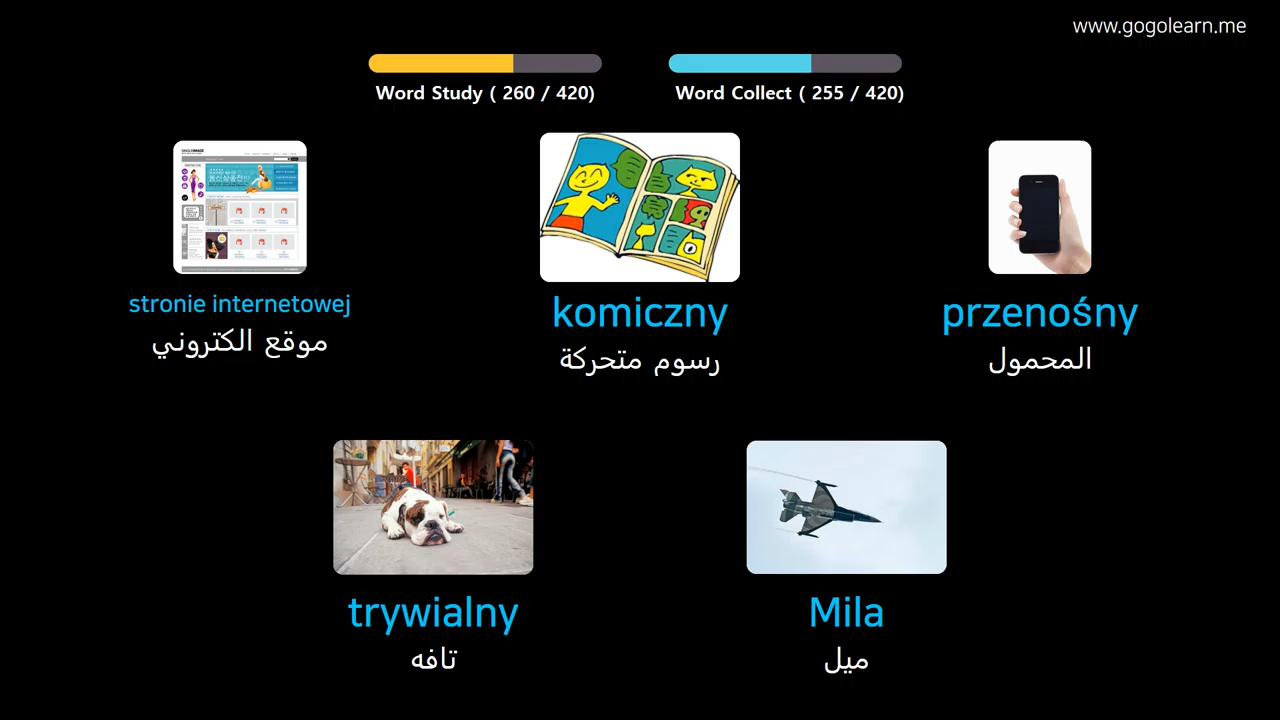 www.gogolearn.me
Word Study ( 260 / 420)
Word Collect ( 255 / 420)
stronie internetowej
موقع الكتروني
komiczny
رسوم متحركة
przenośny
المحمول
trywialny
تافه
Mila
ميل